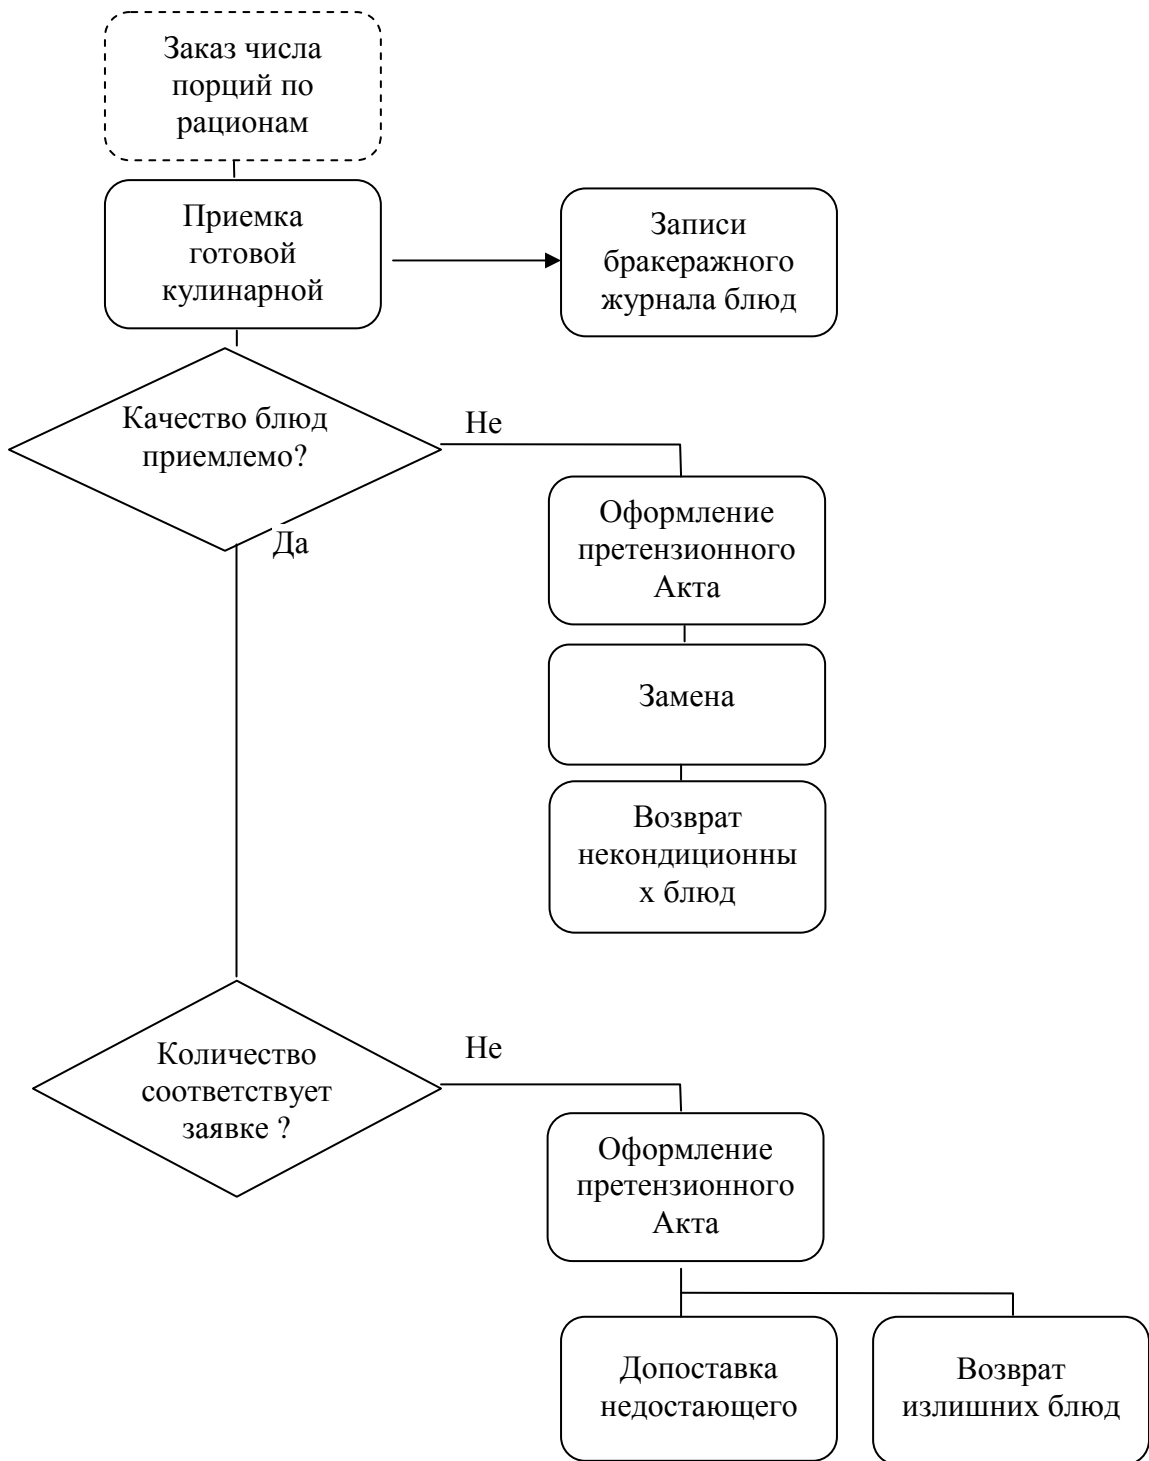 Заказ числа
порций по
рационам
Приемка
готовой
кулинарной
Записи
бракеражного
журнала блюд
Качество блюд
приемлемо?
Не
Да
Оформление
претензионного
Акта
Замена
Возврат
некондиционны
х блюд
Количество
соответствует
заявке ?
Не
Оформление
претензионного
Акта
Допоставка
недостающего
Возврат
излишних блюд